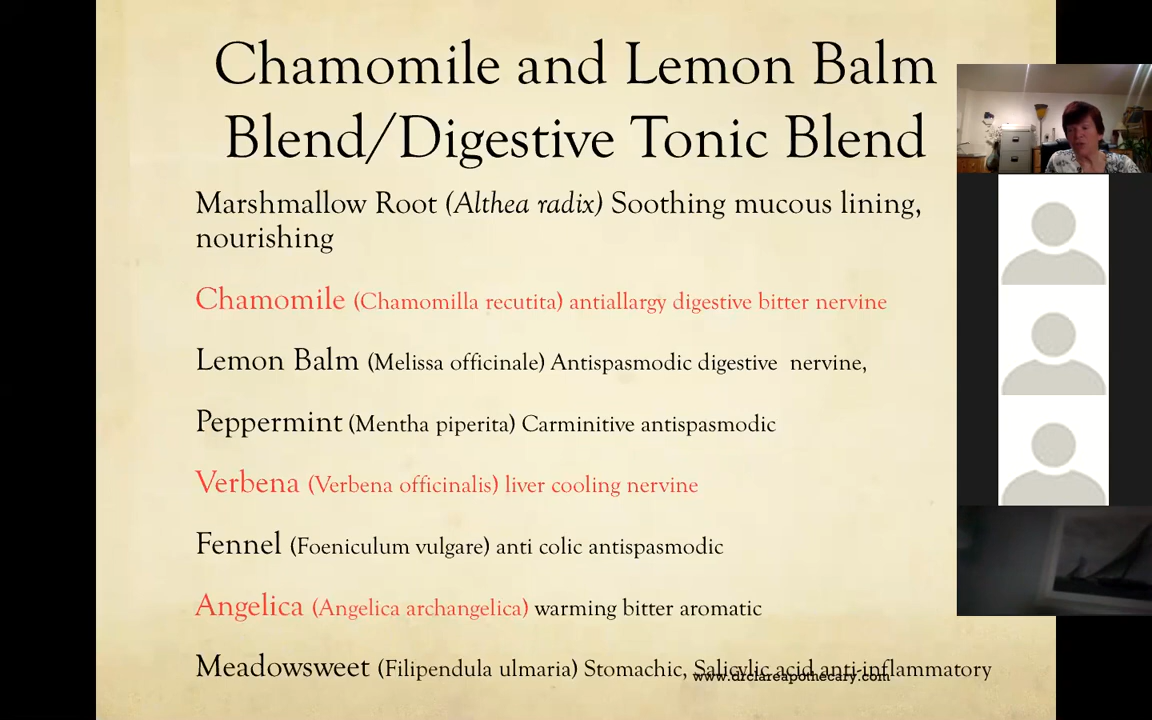 Chamomile and Lemon Balm
Blend/Digestive Tonic Blend
Marshmallow Root (Althea radix) Soothing mucous lining,
nourishing
Chamomile (Chamomilla recutita) antiallargy digestive bitter nervine
Lemon Balm (Melissa officinale) Antispasmodic digestive  nervine,
Peppermint (Mentha piperita) Carminitive antispasmodic
Verbena (Verbena officinalis) liver cooling nervine
Fennel (Foeniculum vulgare) anti colic antispasmodic
Angelica (Angelica archangelica) warming bitter aromatic
Meadowsweet (Filipendula ulmaria) Stomachic, Salicylic acid anti-inflammatory
www.drclareapothecary.com